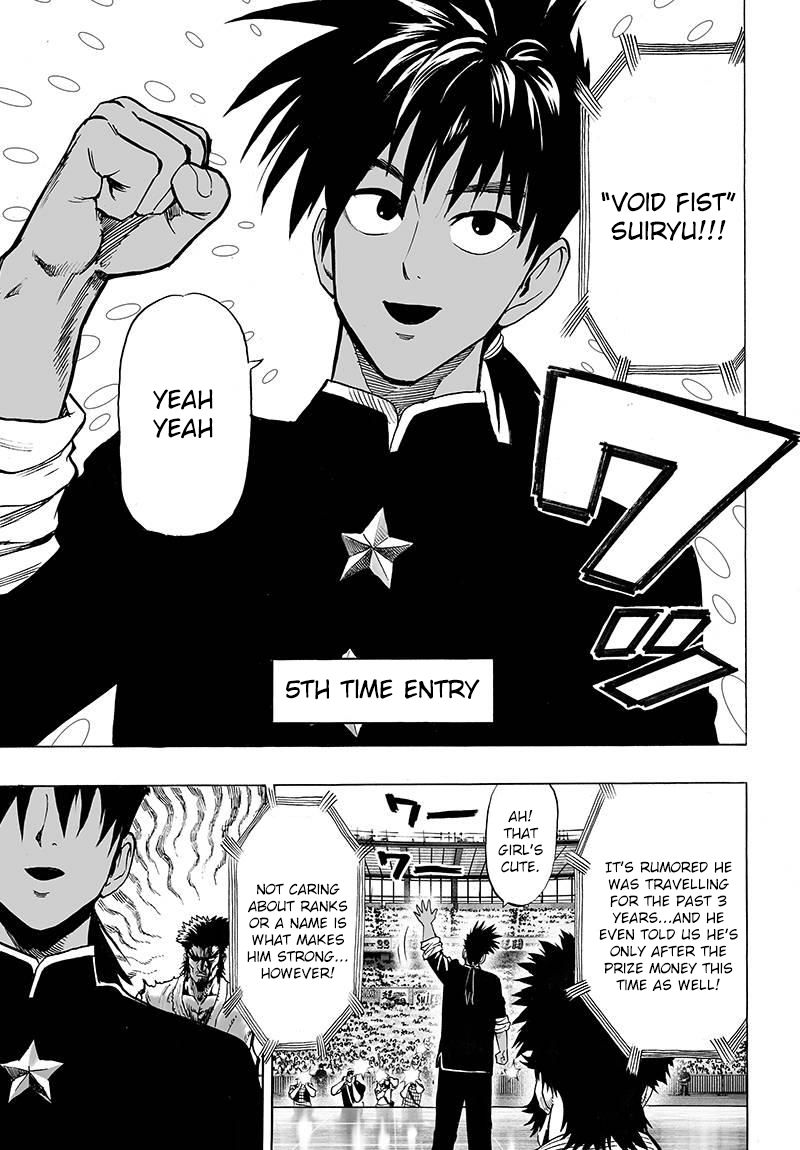 "VOID FIST"
SUIRYU!!!
YEAH
YEAH
ワッ
5TH TIME ENTRY
IT'S RUMORED HE
WAS TRAVELLING
FOR THE PAST 3
YEARS...AND HE
EVEN TOLD US HE'S
ONLY AFTER THE
PRIZE MONEY THIS
TIME AS WELL!
AH!
THAT
GIRL'S
CUTE.
ワー
ワー
NOT CARING
ABOUT RANKS
OR A NAME IS
WHAT MAKES
HIM STRONG...
HOWEVER!